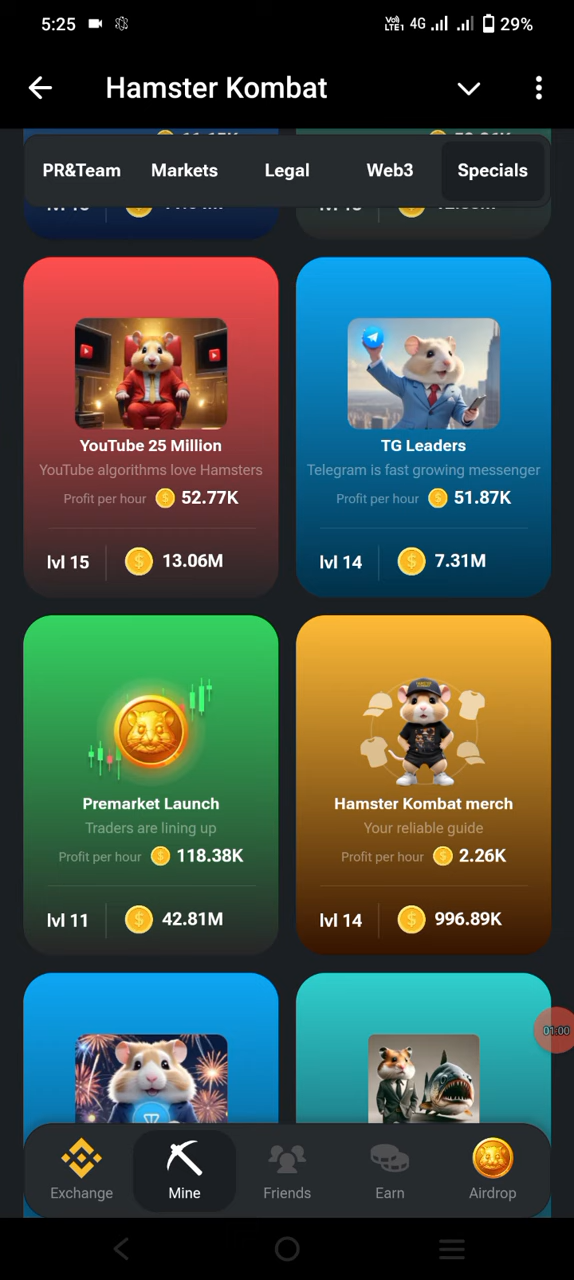 5:25 Vol) LTE1 4G 29%
Hamster Kombat
PR&Team Markets Legal Web3 Specials
YouTube 25 Million
YouTube algorithms love Hamsters
Profit per hour 52.77K
lvl 15 13.06M
TG Leaders
Telegram is fast growing messenger
Profit per hour 51.87K
lvl 14 7.31M
Premarket Launch
Traders are lining up
Profit per hour 118.38K
lvl 11 42.81M
Hamster Kombat merch
Your reliable guide
Profit per hour 2.26K
lvl 14 996.89K
01:00
Exchange Mine Friends Earn Airdrop